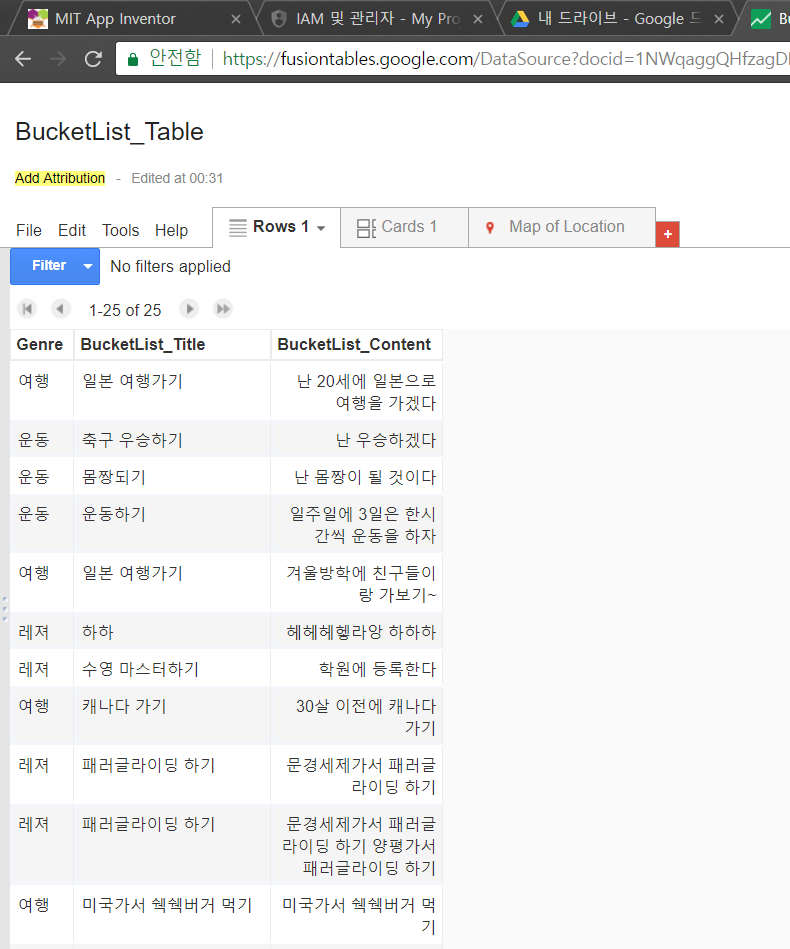 MIT App Inventor
IAM 및 관리자 - My Pro
내 드라이브 - Google 드
안전함 https://fusiontables.google.com/DataSource?docid=1NWqaggQHfzagD
BucketList_Table
Add Attribution - Edited at 00:31
File Edit Tools Help Rows 1 Cards 1 Map of Location +
Filter No filters applied
1-25 of 25
Genre BucketList_Title BucketList_Content
여행 일본 여행가기 난 20세에 일본으로
여행을 가겠다
운동 축구 우승하기 난 우승하겠다
운동 몸짱되기 난 몸짱이 될 것이다
운동 운동하기 일주일에 3일은 한시
간씩 운동을 하자
여행 일본 여행가기 겨울방학에 친구들이
랑 가보기~
레져 하하 헤헤헤헿라앙 하하하
레져 수영 마스터하기 학원에 등록한다
여행 캐나다 가기 30살 이전에 캐나다
가기
레져 패러글라이딩 하기 문경세제가서 패러글
라이딩 하기
레져 패러글라이딩 하기 문경세제가서 패러글
라이딩 하기 양평가서
패러글라이딩 하기
여행 미국가서 쉑쉑버거 먹기 미국가서 쉑쉑버거 먹
기